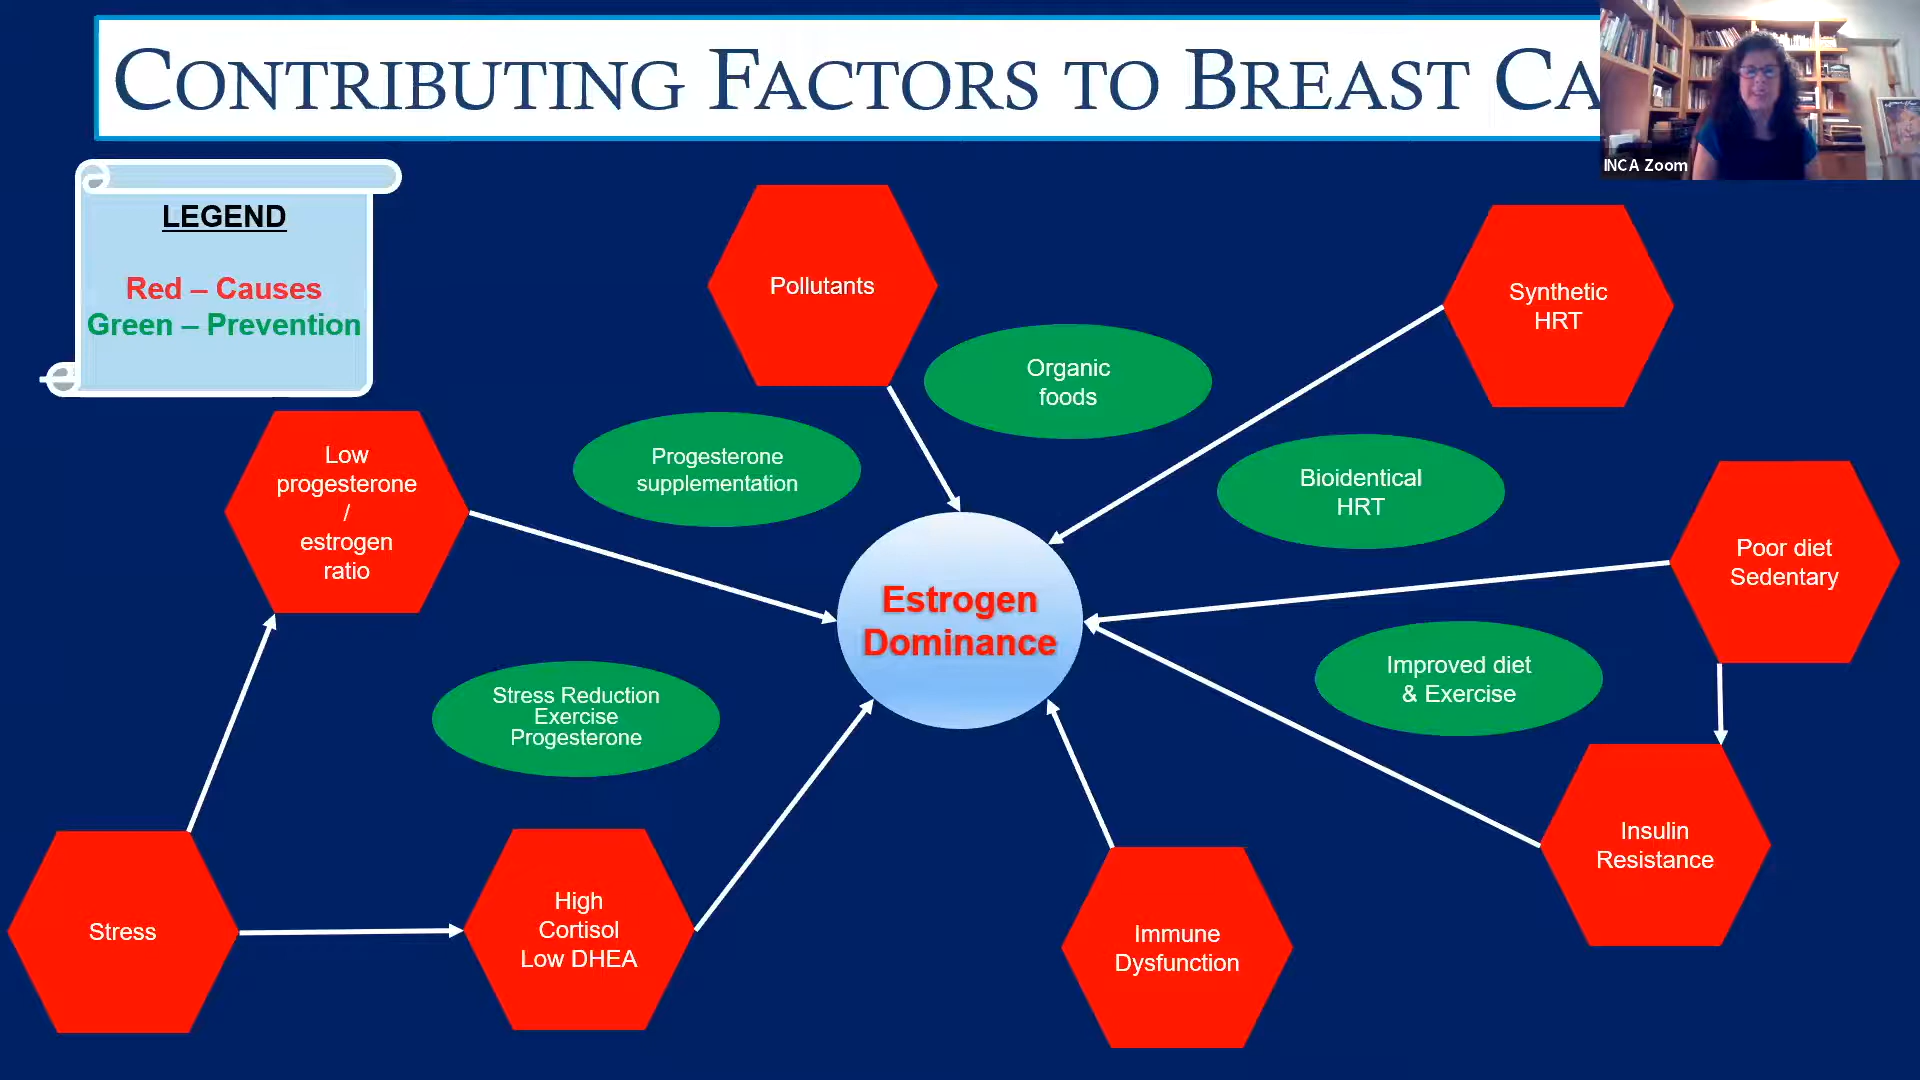 CONTRIBUTING FACTORS TO BREAST CA
INCA Zoom
LEGEND
Red – Causes
Green – Prevention
Pollutants
Synthetic
HRT
Organic
foods
Progesterone
supplementation
Bioidentical
HRT
Low
progesterone
/
estrogen
ratio
Poor diet
Sedentary
Estrogen
Dominance
Improved diet
& Exercise
Stress Reduction
Exercise
Progesterone
Insulin
Resistance
Stress
High
Cortisol
Low DHEA
Immune
Dysfunction